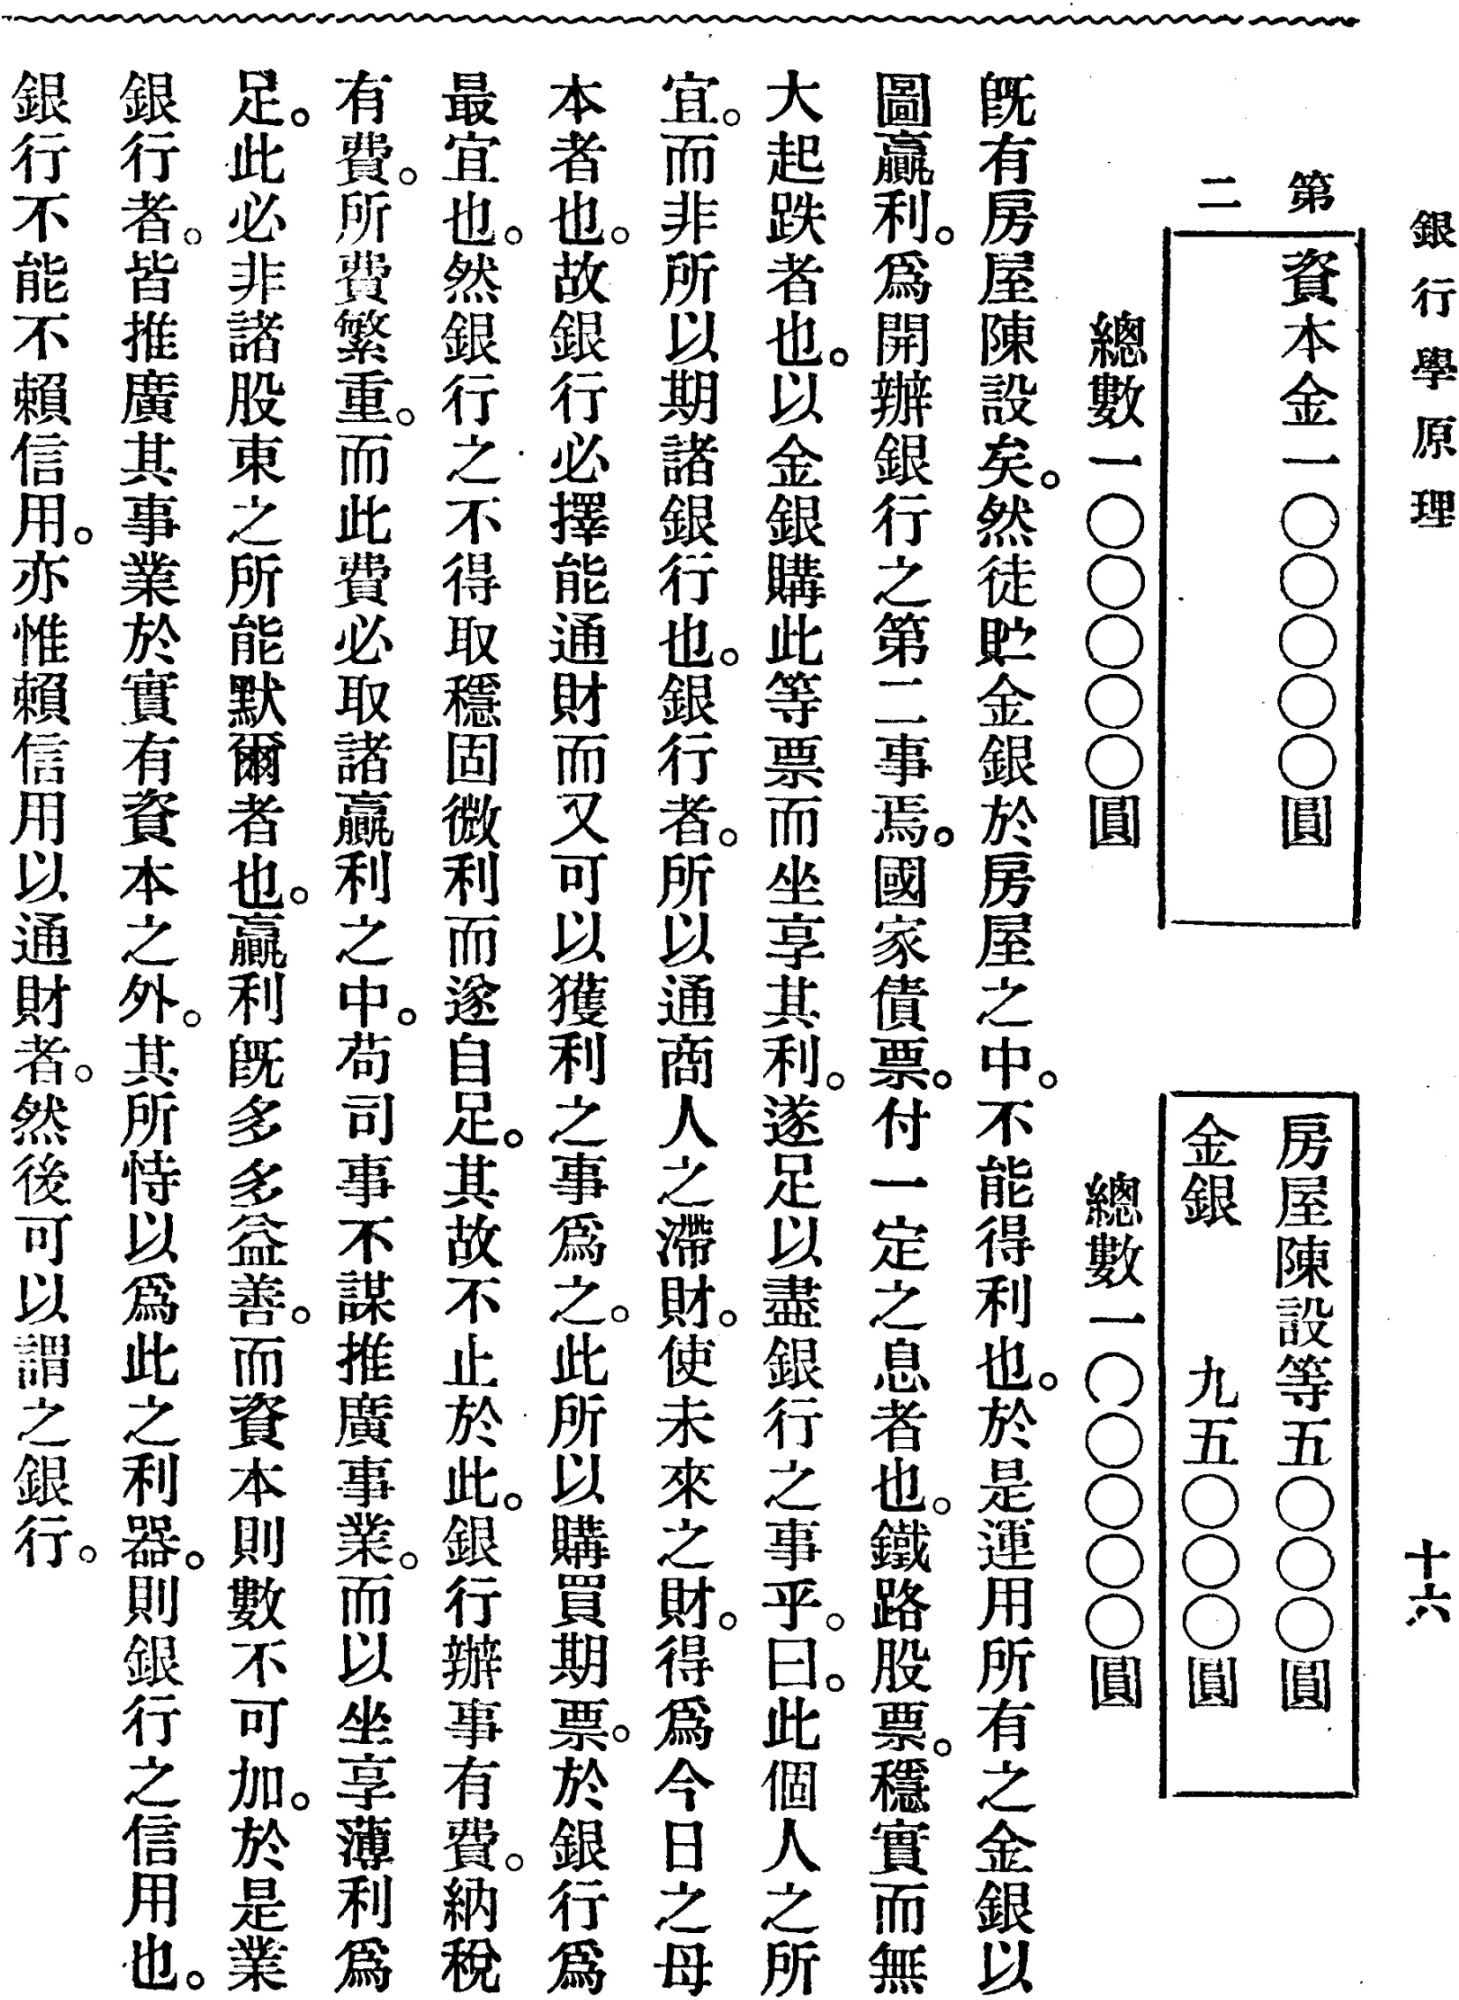 銀行學原理　十六
第二
資本金一〇〇〇〇〇圓
總數一〇〇〇〇〇圓
房屋陳設等五〇〇〇圓
金銀　九五〇〇〇圓
總數一〇〇〇〇〇圓
旣有房屋陳設矣。然徒貯金銀於房屋之中。不能得利也。於是運用所有之金銀以
圖贏利。爲開辦銀行之第二事焉。國家債票。付一定之息者也。鐵路股票。穩實而無
大起跌者也。以金銀購此等票而坐享其利。遂足以盡銀行之事乎。曰。此個人之所
宜。而非所以期諸銀行也。銀行者。所以通商人之滯財。使未來之財。得爲今日之母
本者也。故銀行必擇能通財而又可以獲利之事爲之。此所以購買期票。於銀行爲
最宜也。然銀行之不得取穩固微利而遂自足。其故不止於此。銀行辦事有費。納稅
有費。所費繁重。而此費必取諸贏利之中。苟司事不謀推廣事業。而以坐享薄利爲
足。此必非諸股東之所能默爾者也。贏利旣多多益善。而資本則數不可加。於是業
銀行者。皆推廣其事業於實有資本之外。其所恃以爲此之利器。則銀行之信用也。
銀行不能不賴信用。亦惟賴信用以通財者。然後可以謂之銀行。